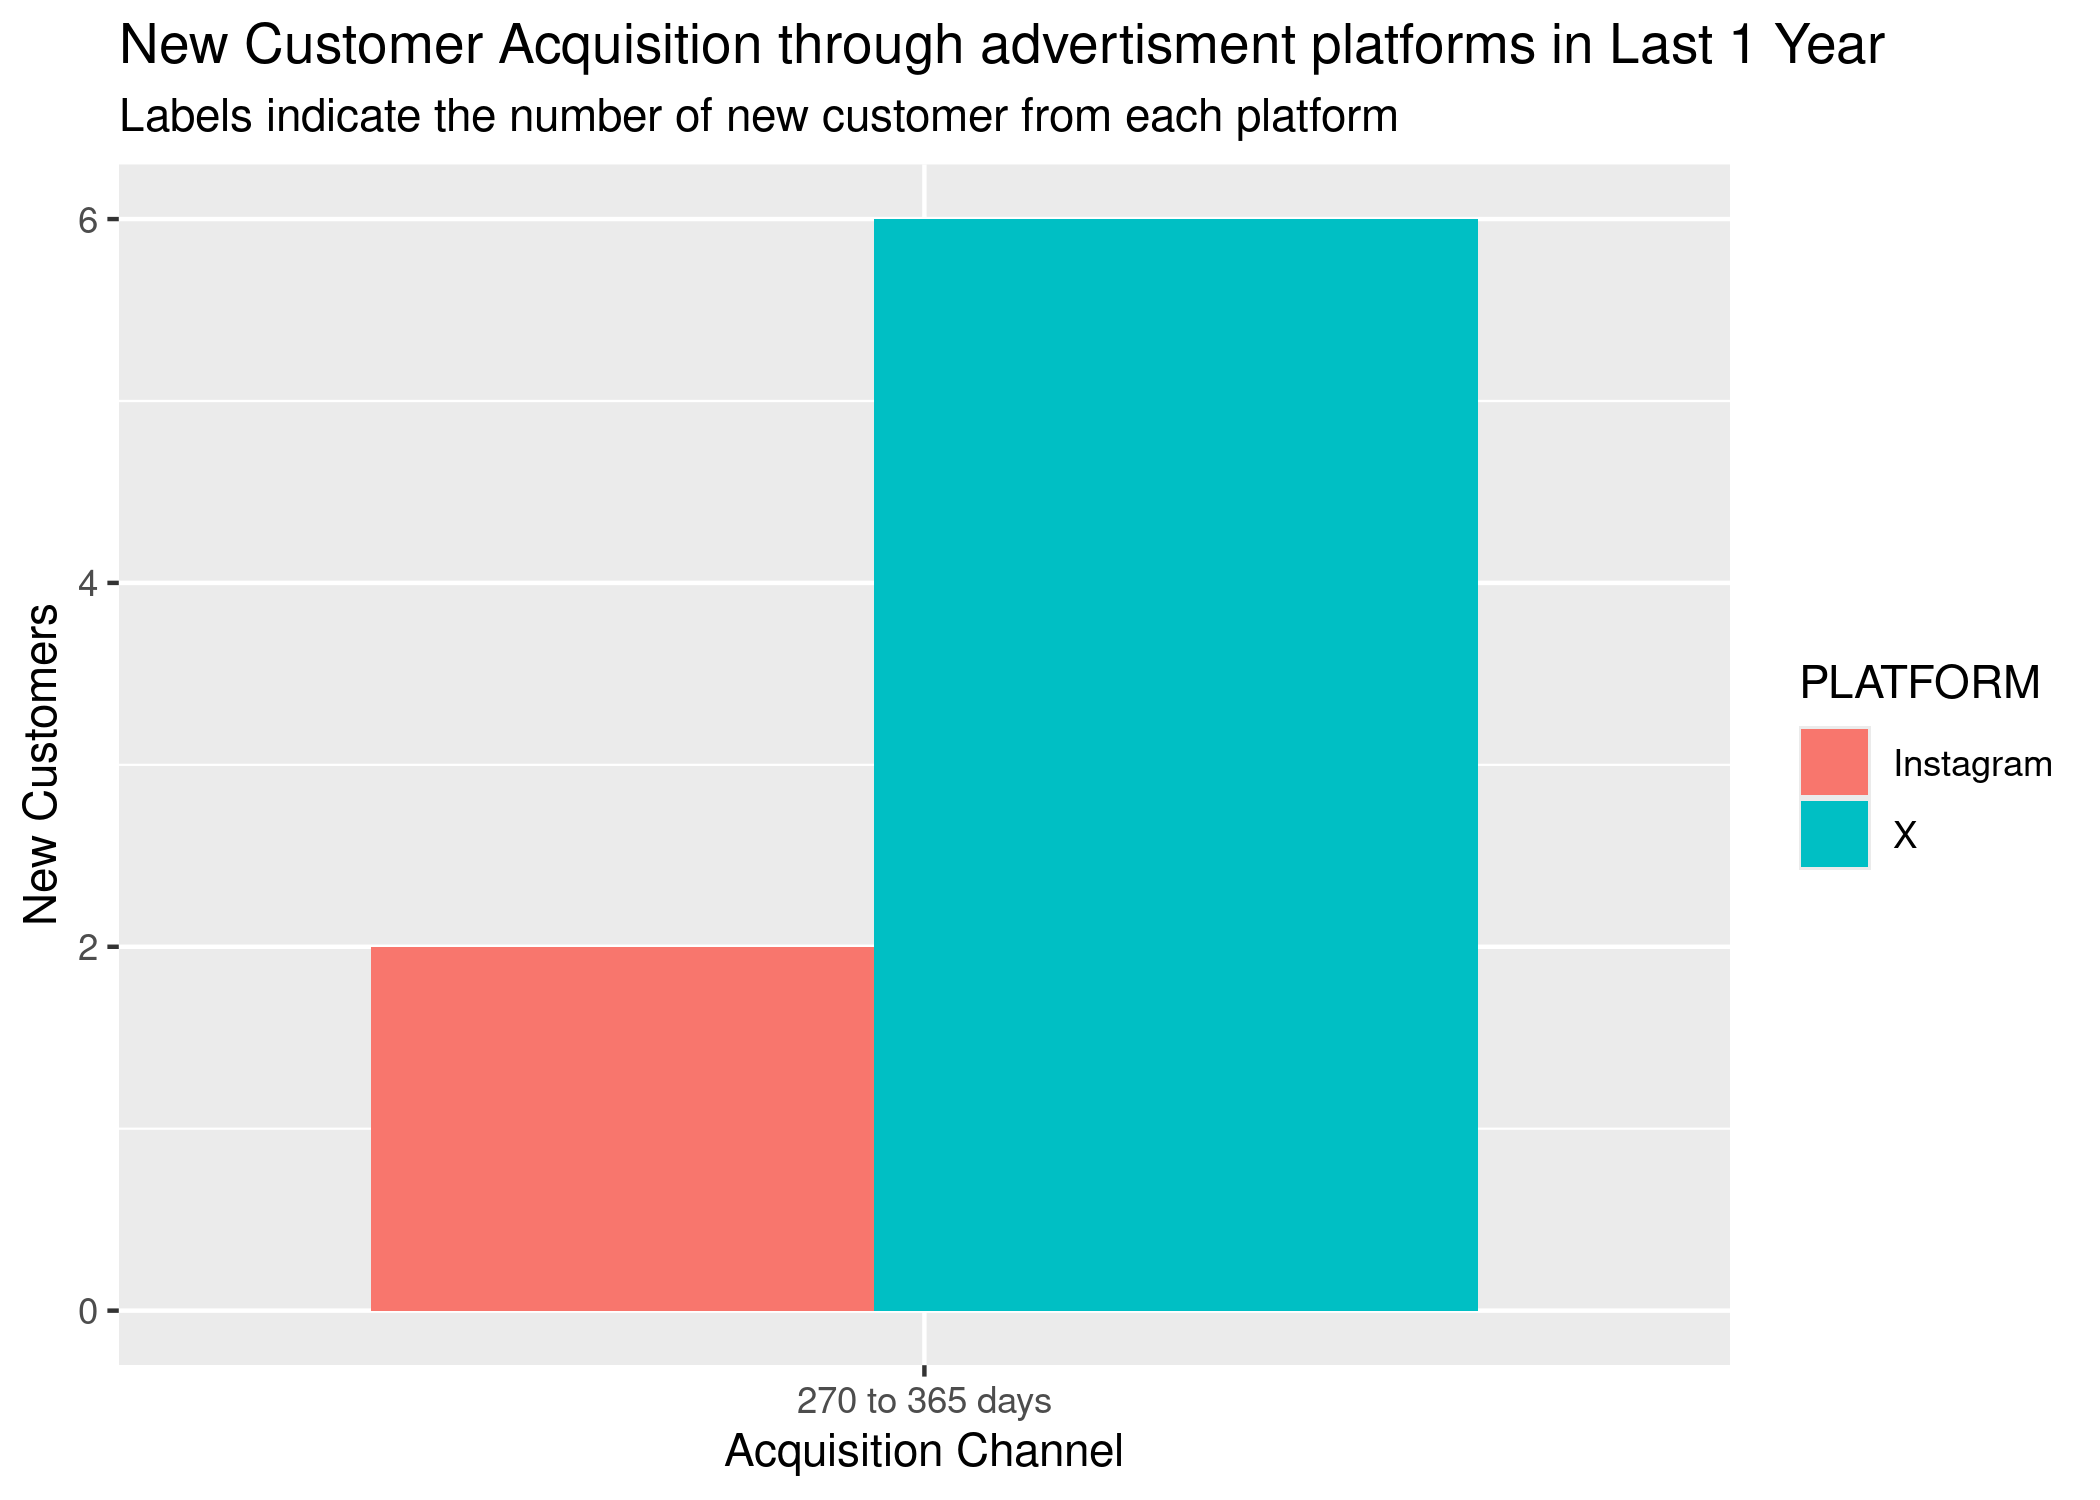 New Customer Acquisition through advertisment platforms in Last 1 Year
Labels indicate the number of new customer from each platform
New Customers
6
4
2
0
270 to 365 days
Acquisition Channel
PLATFORM
Instagram
X